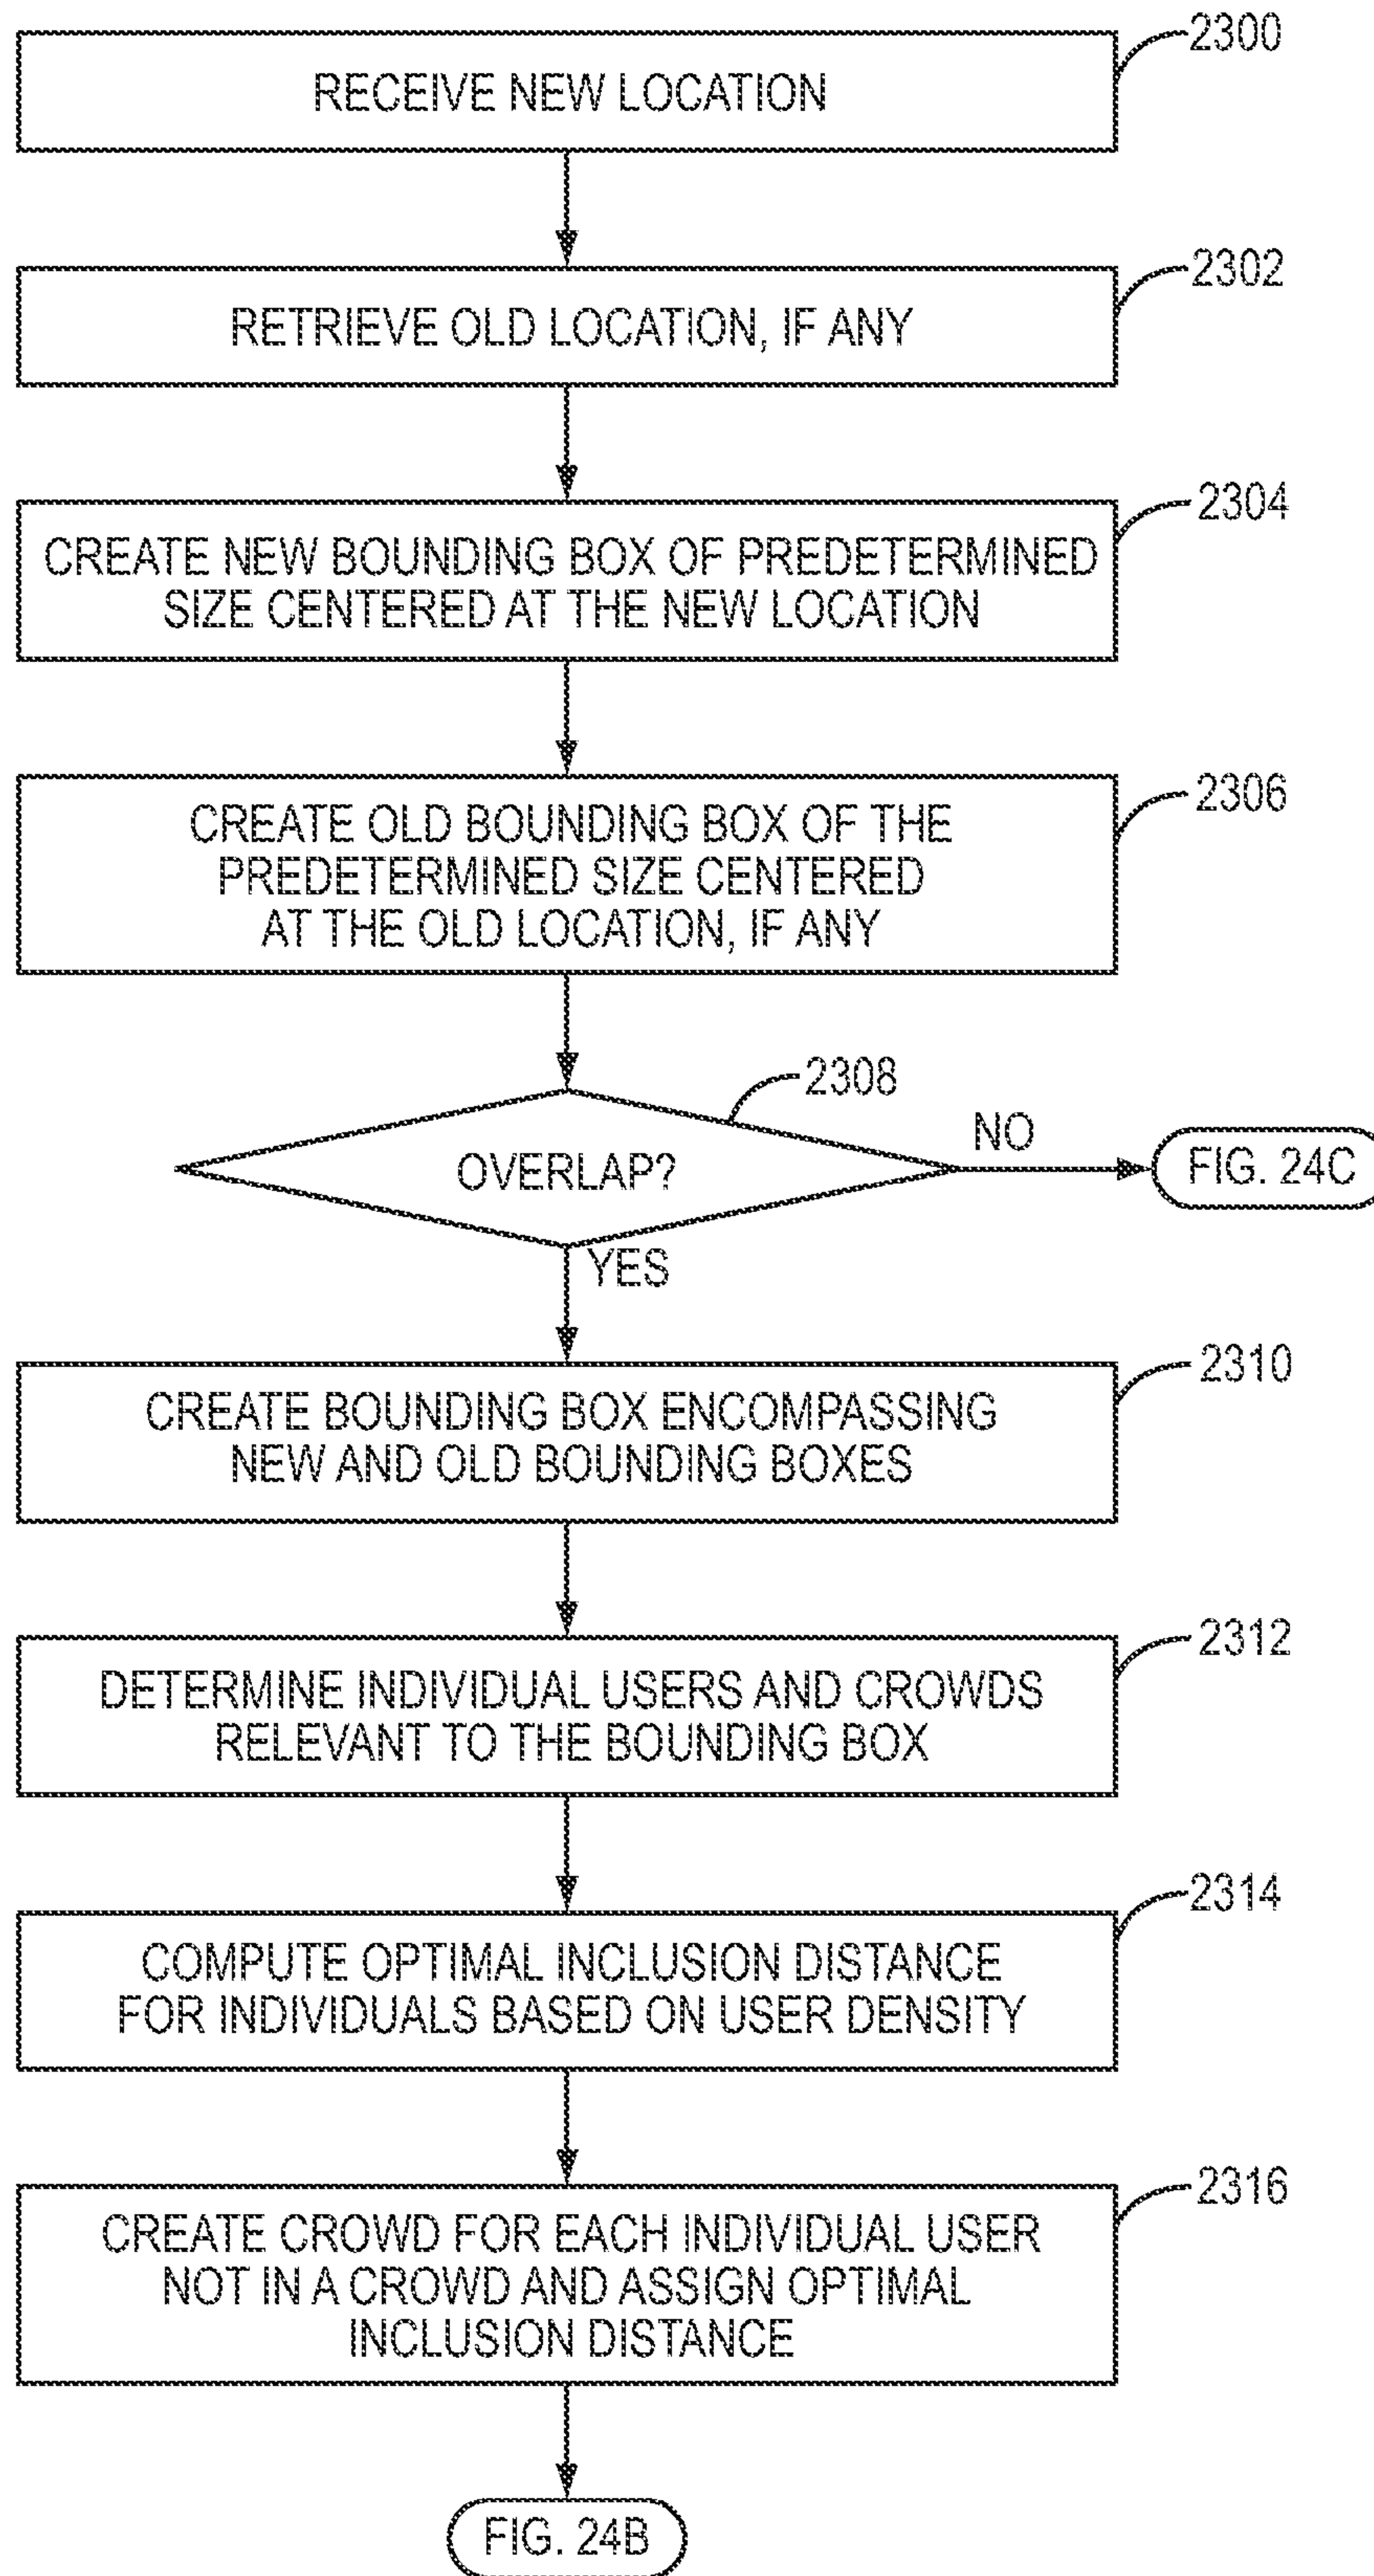 2300
RECEIVE NEW LOCATION
2302
RETRIEVE OLD LOCATION, IF ANY
2304
CREATE NEW BOUNDING BOX OF PREDETERMINED
SIZE CENTERED AT THE NEW LOCATION
2306
CREATE OLD BOUNDING BOX OF THE
PREDETERMINED SIZE CENTERED
AT THE OLD LOCATION, IF ANY
2308
OVERLAP?
NO
FIG. 24C
YES
2310
CREATE BOUNDING BOX ENCOMPASSING
NEW AND OLD BOUNDING BOXES
2312
DETERMINE INDIVIDUAL USERS AND CROWDS
RELEVANT TO THE BOUNDING BOX
2314
COMPUTE OPTIMAL INCLUSION DISTANCE
FOR INDIVIDUALS BASED ON USER DENSITY
2316
CREATE CROWD FOR EACH INDIVIDUAL USER
NOT IN A CROWD AND ASSIGN OPTIMAL
INCLUSION DISTANCE
FIG. 24B